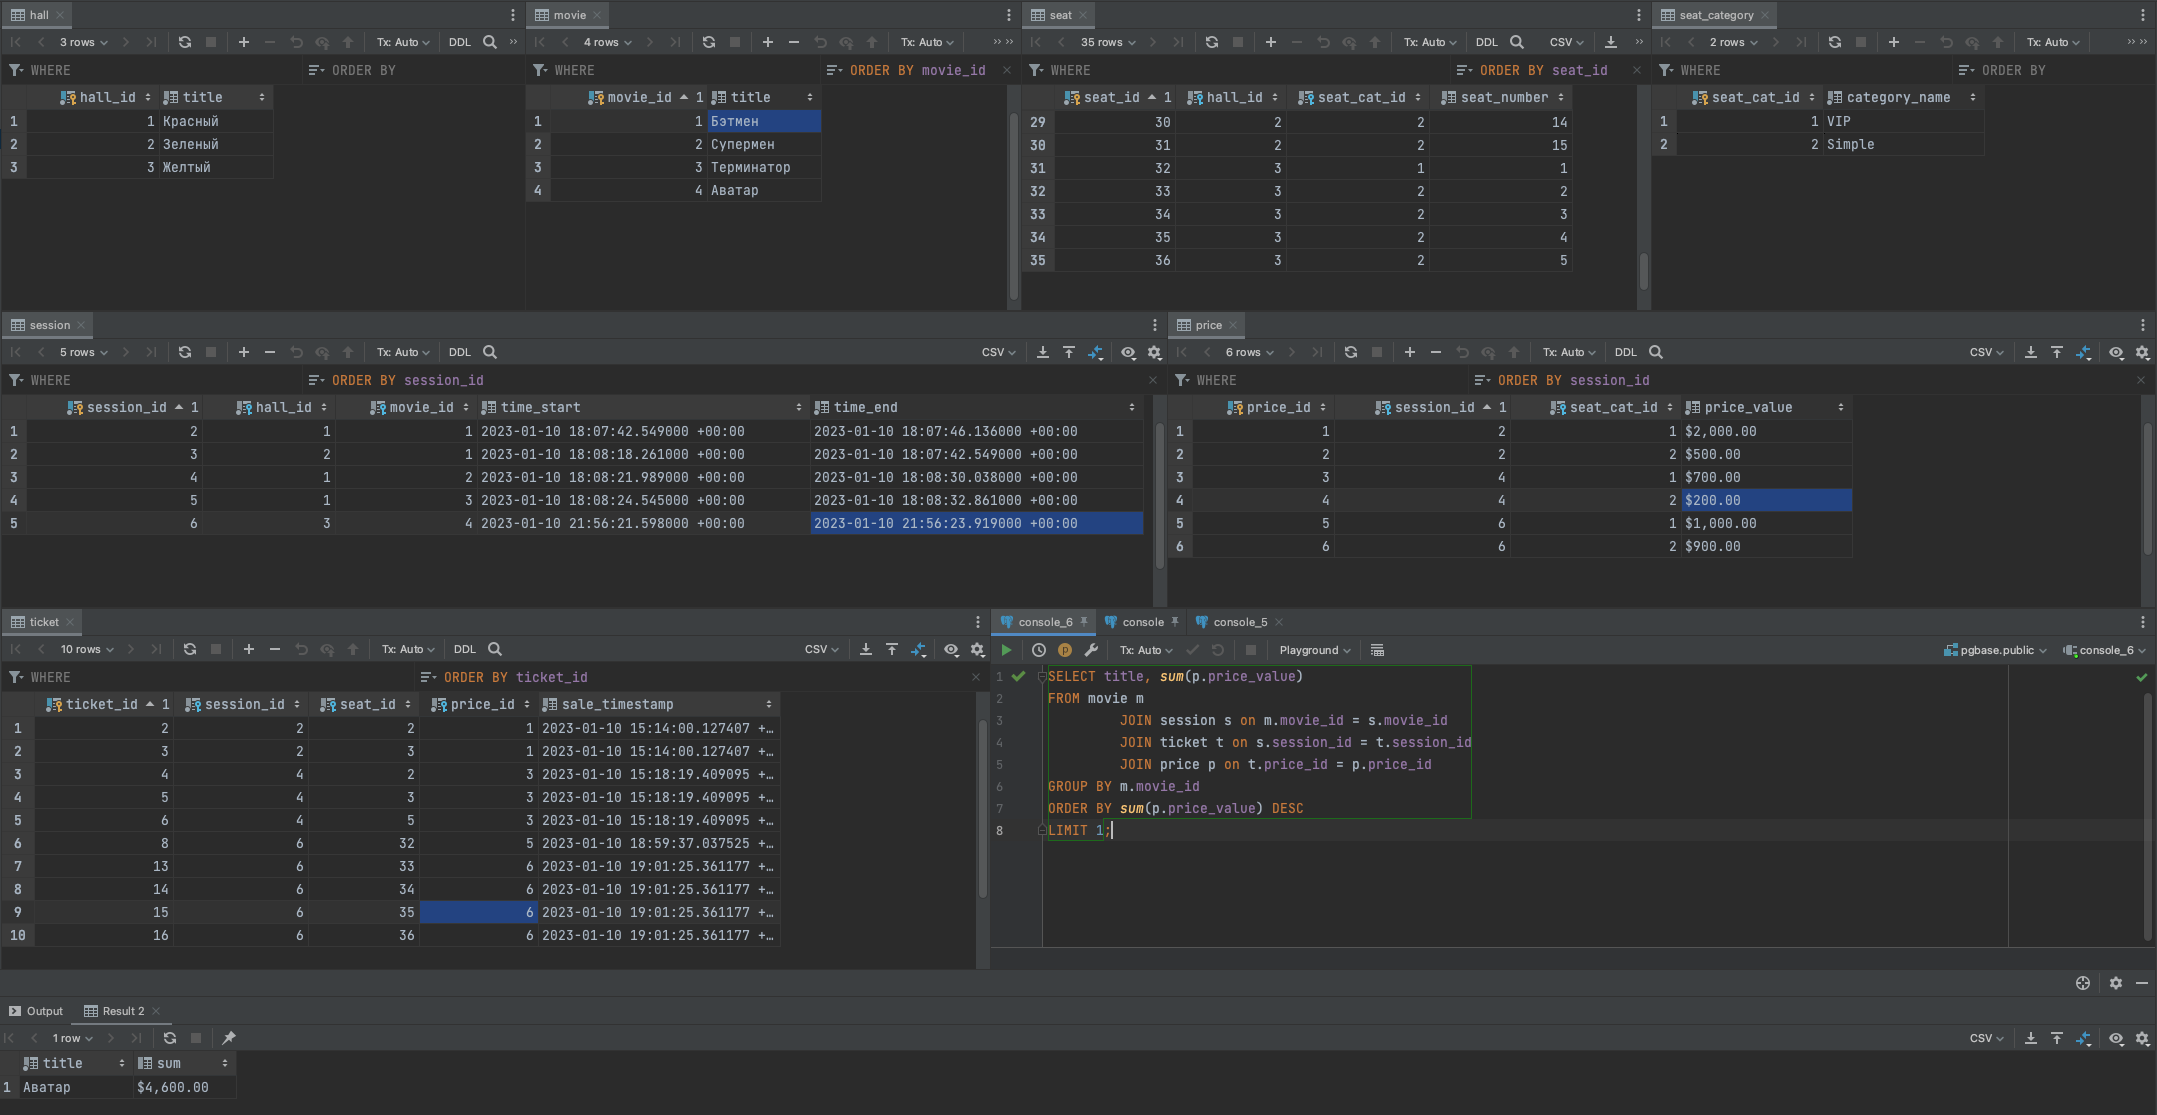 hall
3 rows
Tx: Auto
DDL
WHERE
ORDER BY
hall_id title
1 1 Красный
2 2 Зеленый
3 3 Желтый
movie
4 rows
Tx: Auto
WHERE
ORDER BY movie_id
movie_id 1 title
1 1 Бэтмен
2 2 Супермен
3 3 Терминатор
4 4 Аватар
seat
35 rows
Tx: Auto
DDL
CSV
WHERE
ORDER BY seat_id
seat_id 1 hall_id seat_cat_id seat_number
29 30 2 2 14
30 31 2 2 15
31 32 3 1 1
32 33 3 2 2
33 34 3 2 3
34 35 3 2 4
35 36 3 2 5
seat_category
2 rows
Tx: Auto
WHERE
ORDER BY
seat_cat_id category_name
1 1 VIP
2 2 Simple
session
5 rows
Tx: Auto
DDL
CSV
WHERE
ORDER BY session_id
session_id 1 hall_id movie_id time_start time_end
1 2 1 1 2023-01-10 18:07:42.549000 +00:00 2023-01-10 18:07:46.136000 +00:00
2 3 2 1 2023-01-10 18:08:18.261000 +00:00 2023-01-10 18:07:42.549000 +00:00
3 4 1 2 2023-01-10 18:08:21.989000 +00:00 2023-01-10 18:08:30.038000 +00:00
4 5 1 3 2023-01-10 18:08:24.545000 +00:00 2023-01-10 18:08:32.861000 +00:00
5 6 3 4 2023-01-10 21:56:21.598000 +00:00 2023-01-10 21:56:23.919000 +00:00
price
6 rows
Tx: Auto
DDL
CSV
WHERE
ORDER BY session_id
price_id session_id 1 seat_cat_id price_value
1 1 2 1 $2,000.00
2 2 2 2 $500.00
3 3 4 1 $700.00
4 4 4 2 $200.00
5 5 6 1 $1,000.00
6 6 6 2 $900.00
ticket
10 rows
Tx: Auto
DDL
CSV
WHERE
ORDER BY ticket_id
ticket_id 1 session_id seat_id price_id sale_timestamp
1 2 2 2 1 2023-01-10 15:14:00.127407 +…
2 3 2 3 1 2023-01-10 15:14:00.127407 +…
3 4 4 2 3 2023-01-10 15:18:19.409095 +…
4 5 4 3 3 2023-01-10 15:18:19.409095 +…
5 6 4 5 3 2023-01-10 15:18:19.409095 +…
6 8 6 32 5 2023-01-10 18:59:37.037525 +…
7 13 6 33 6 2023-01-10 19:01:25.361177 +…
8 14 6 34 6 2023-01-10 19:01:25.361177 +…
9 15 6 35 6 2023-01-10 19:01:25.361177 +…
10 16 6 36 6 2023-01-10 19:01:25.361177 +…
console_6 console console_5
Tx: Auto
Playground
pgbase.public
console_6
1 SELECT title, sum(p.price_value)
2 FROM movie m
3 JOIN session s on m.movie_id = s.movie_id
4 JOIN ticket t on s.session_id = t.session_id
5 JOIN price p on t.price_id = p.price_id
6 GROUP BY m.movie_id
7 ORDER BY sum(p.price_value) DESC
8 LIMIT 1;
Output Result 2
1 row
CSV
title sum
1 Аватар $4,600.00